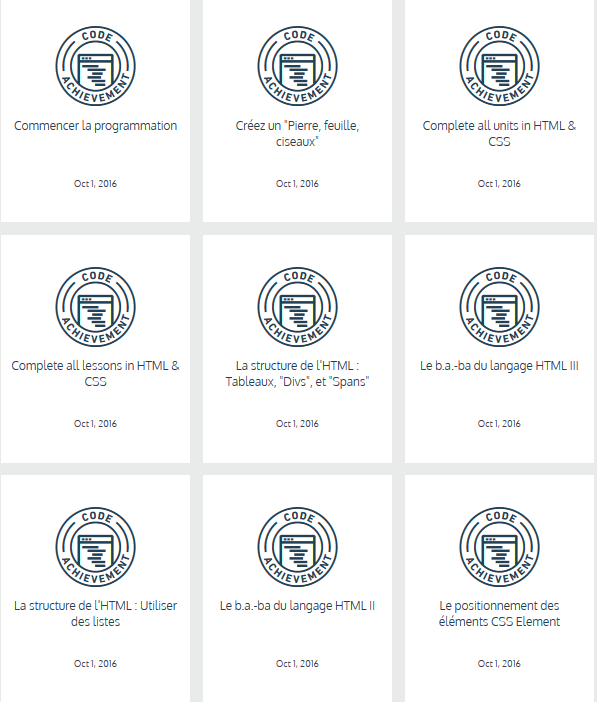 CODE ACHIEVEMENT
CODE ACHIEVEMENT
CODE ACHIEVEMENT
Commencer la programmation
Créez un "Pierre, feuille,
ciseaux"
Complete all units in HTML &
CSS
Oct 1, 2016
Oct 1, 2016
Oct 1, 2016
CODE ACHIEVEMENT
CODE ACHIEVEMENT
CODE ACHIEVEMENT
Complete all lessons in HTML &
CSS
La structure de l'HTML :
Tableaux, "Divs", et "Spans"
Le b.a.-ba du langage HTML III
Oct 1, 2016
Oct 1, 2016
Oct 1, 2016
CODE ACHIEVEMENT
CODE ACHIEVEMENT
CODE ACHIEVEMENT
La structure de l'HTML : Utiliser
des listes
Le b.a.-ba du langage HTML II
Le positionnement des
éléments CSS Element
Oct 1, 2016
Oct 1, 2016
Oct 1, 2016